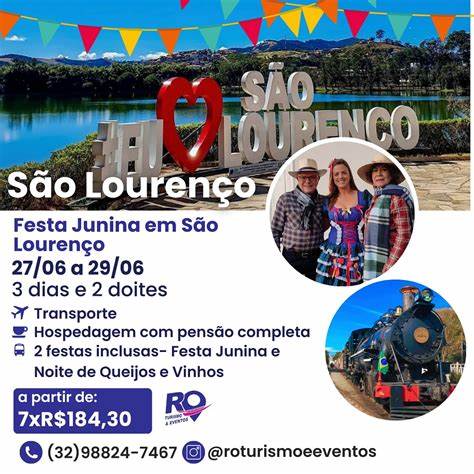 #EU SÃO
LOURENÇO
São Lourenço
Festa Junina em São
Lourenço
27/06 a 29/06
3 dias e 2 doites
Transporte
Hospedagem com pensão completa
2 festas inclusas- Festa Junina e
Noite de Queijos e Vinhos
a partir de:
7xR$184,30
RO
TURISMO
& EVENTOS
(32)98824-7467 @roturismoeeventos